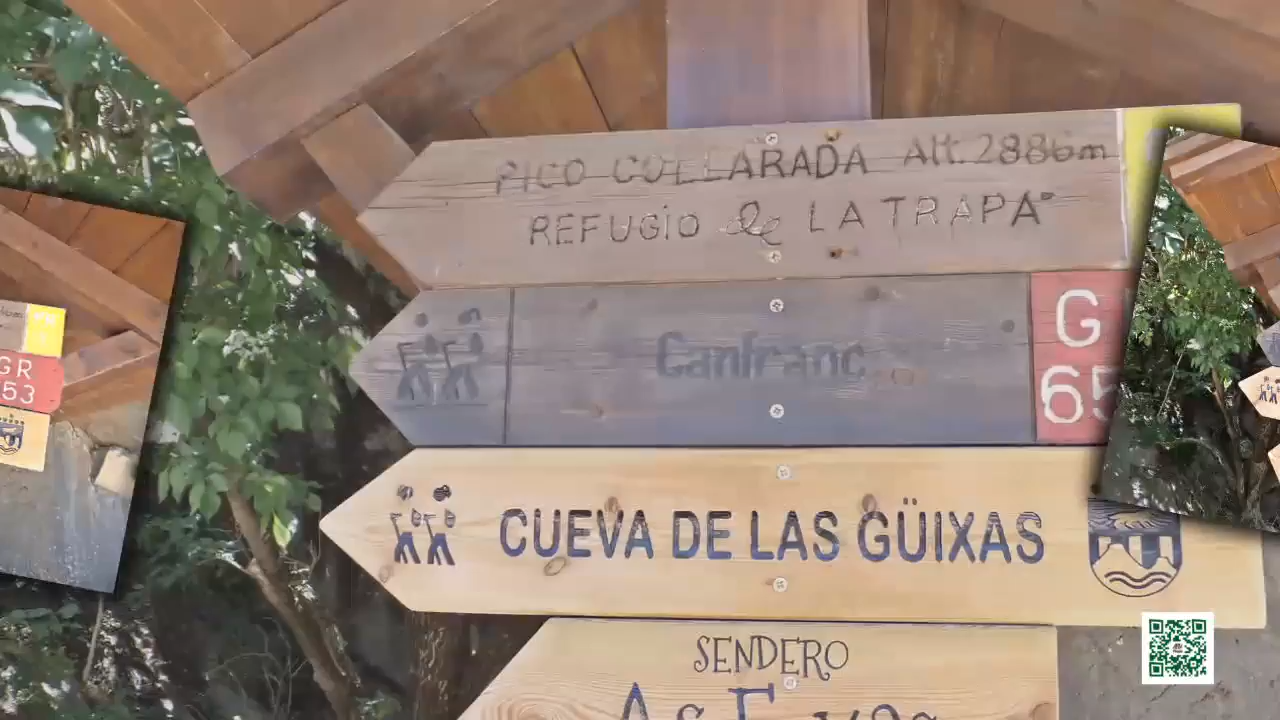 PICO COLLARADA Alt. 2886m
REFUGIO de LA TRAPA
Canfranc
G
65
GR
53
CUEVA DE LAS GÜIXAS
SENDERO